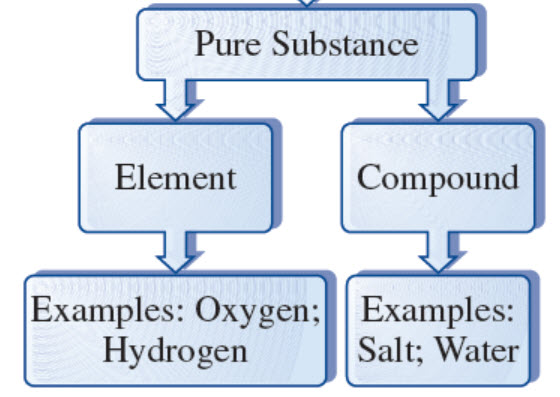 Pure Substance
Element
Compound
Examples: Oxygen;
Hydrogen
Examples:
Salt; Water